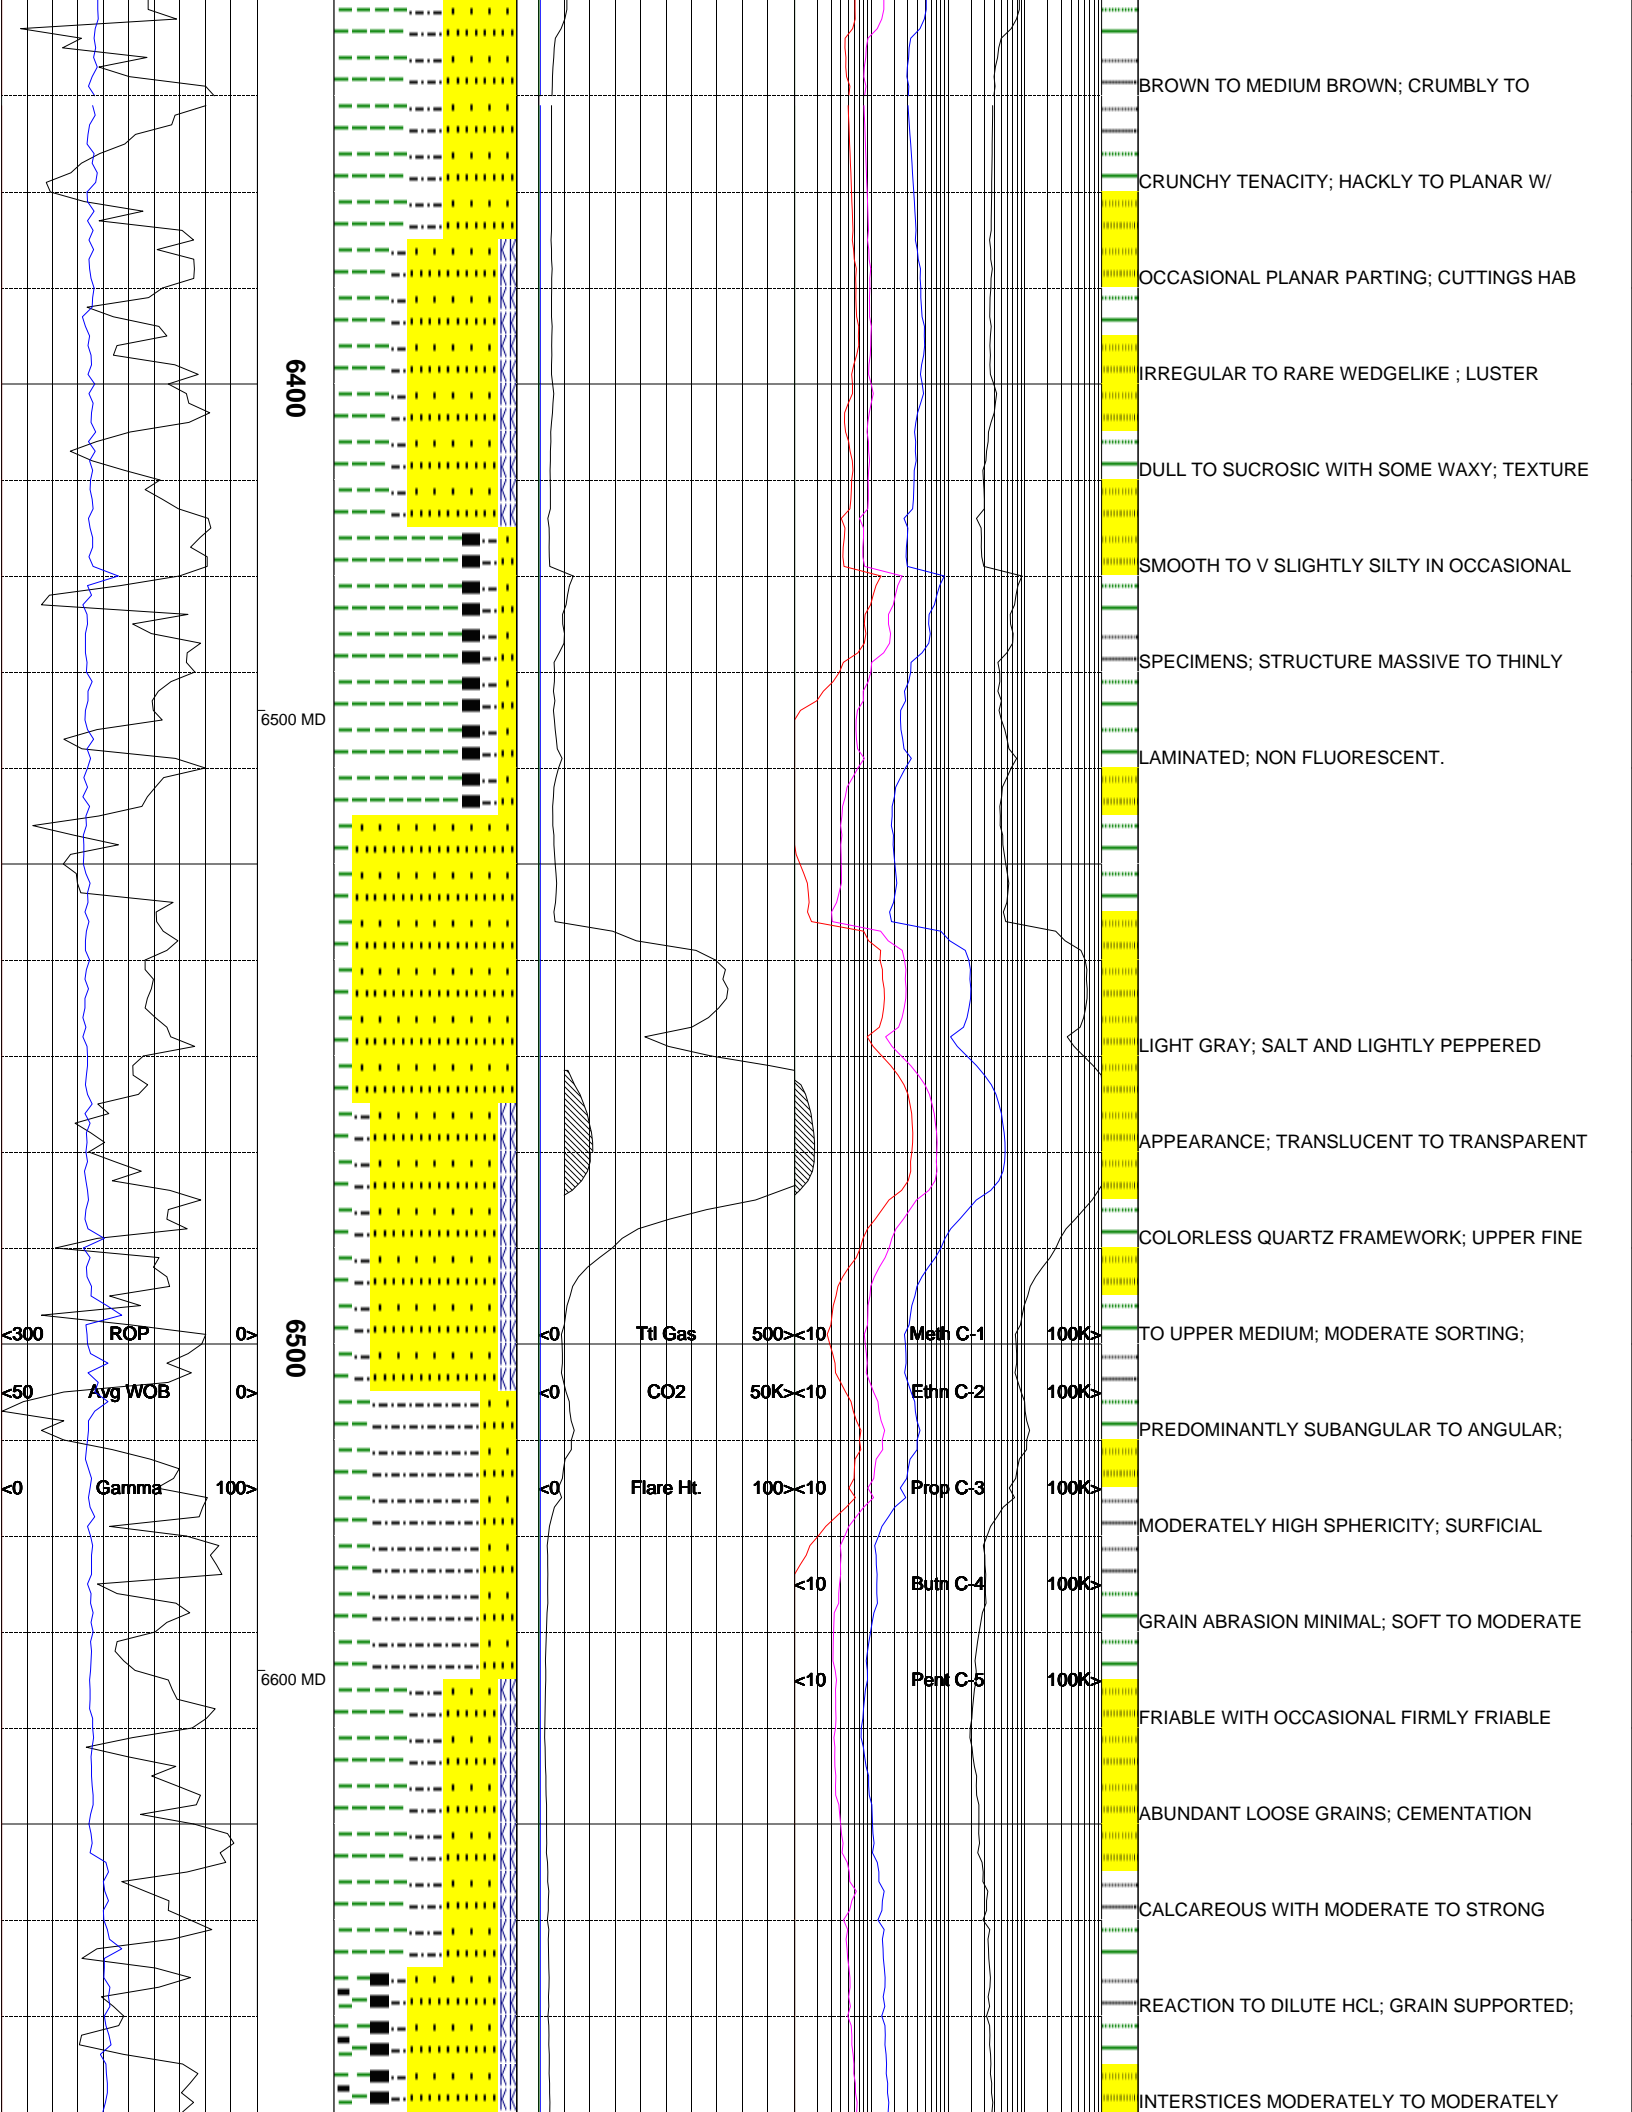 BROWN TO MEDIUM BROWN; CRUMBLY TO
CRUNCHY TENACITY; HACKLY TO PLANAR W/
OCCASIONAL PLANAR PARTING; CUTTINGS HAB
IRREGULAR TO RARE WEDGELIKE ; LUSTER
6400
DULL TO SUCROSIC WITH SOME WAXY; TEXTURE
SMOOTH TO V SLIGHTLY SILTY IN OCCASIONAL
SPECIMENS; STRUCTURE MASSIVE TO THINLY
6500 MD
LAMINATED; NON FLUORESCENT.
LIGHT GRAY; SALT AND LIGHTLY PEPPERED
APPEARANCE; TRANSLUCENT TO TRANSPARENT
COLORLESS QUARTZ FRAMEWORK; UPPER FINE
<300 ROP 0> 6500 <0 Ttl Gas 500> <10 Meth C-1 100K> TO UPPER MEDIUM; MODERATE SORTING;
<50 Avg WOB 0> <0 CO2 50K> <10 Ethn C-2 100K>
PREDOMINANTLY SUBANGULAR TO ANGULAR;
<0 Gamma 100> <0 Flare Ht. 100> <10 Prop C-3 100K>
MODERATELY HIGH SPHERICITY; SURFICIAL
<10 Butn C-4 100K>
GRAIN ABRASION MINIMAL; SOFT TO MODERATE
6600 MD <10 Pent C-5 100K>
FRIABLE WITH OCCASIONAL FIRMLY FRIABLE
ABUNDANT LOOSE GRAINS; CEMENTATION
CALCAREOUS WITH MODERATE TO STRONG
REACTION TO DILUTE HCL; GRAIN SUPPORTED;
INTERSTICES MODERATELY TO MODERATELY